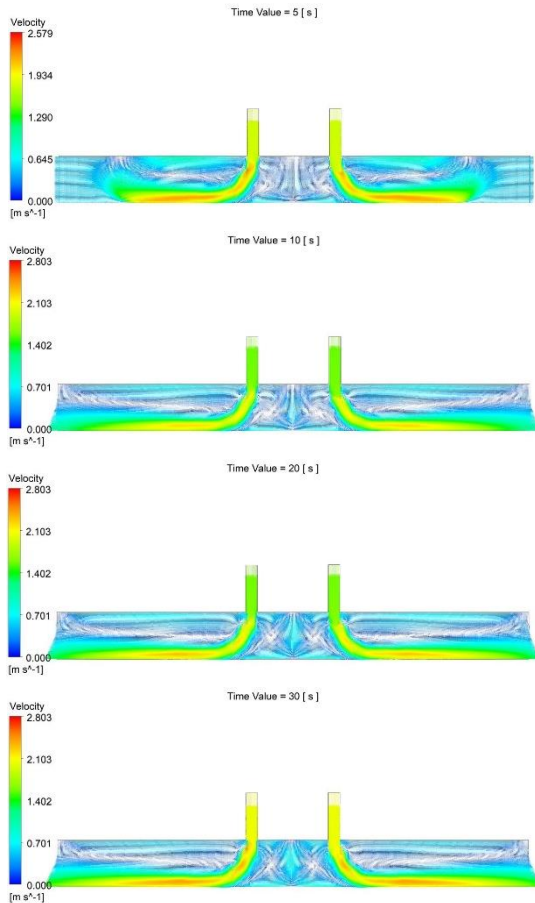 Time Value = 5 [ s ]
Velocity
2.579
1.934
1.290
0.645
0.000
[m s^-1]
Time Value = 10 [ s ]
Velocity
2.803
2.103
1.402
0.701
0.000
[m s^-1]
Time Value = 20 [ s ]
Velocity
2.803
2.103
1.402
0.701
0.000
[m s^-1]
Time Value = 30 [ s ]
Velocity
2.803
2.103
1.402
0.701
0.000
[m s^-1]